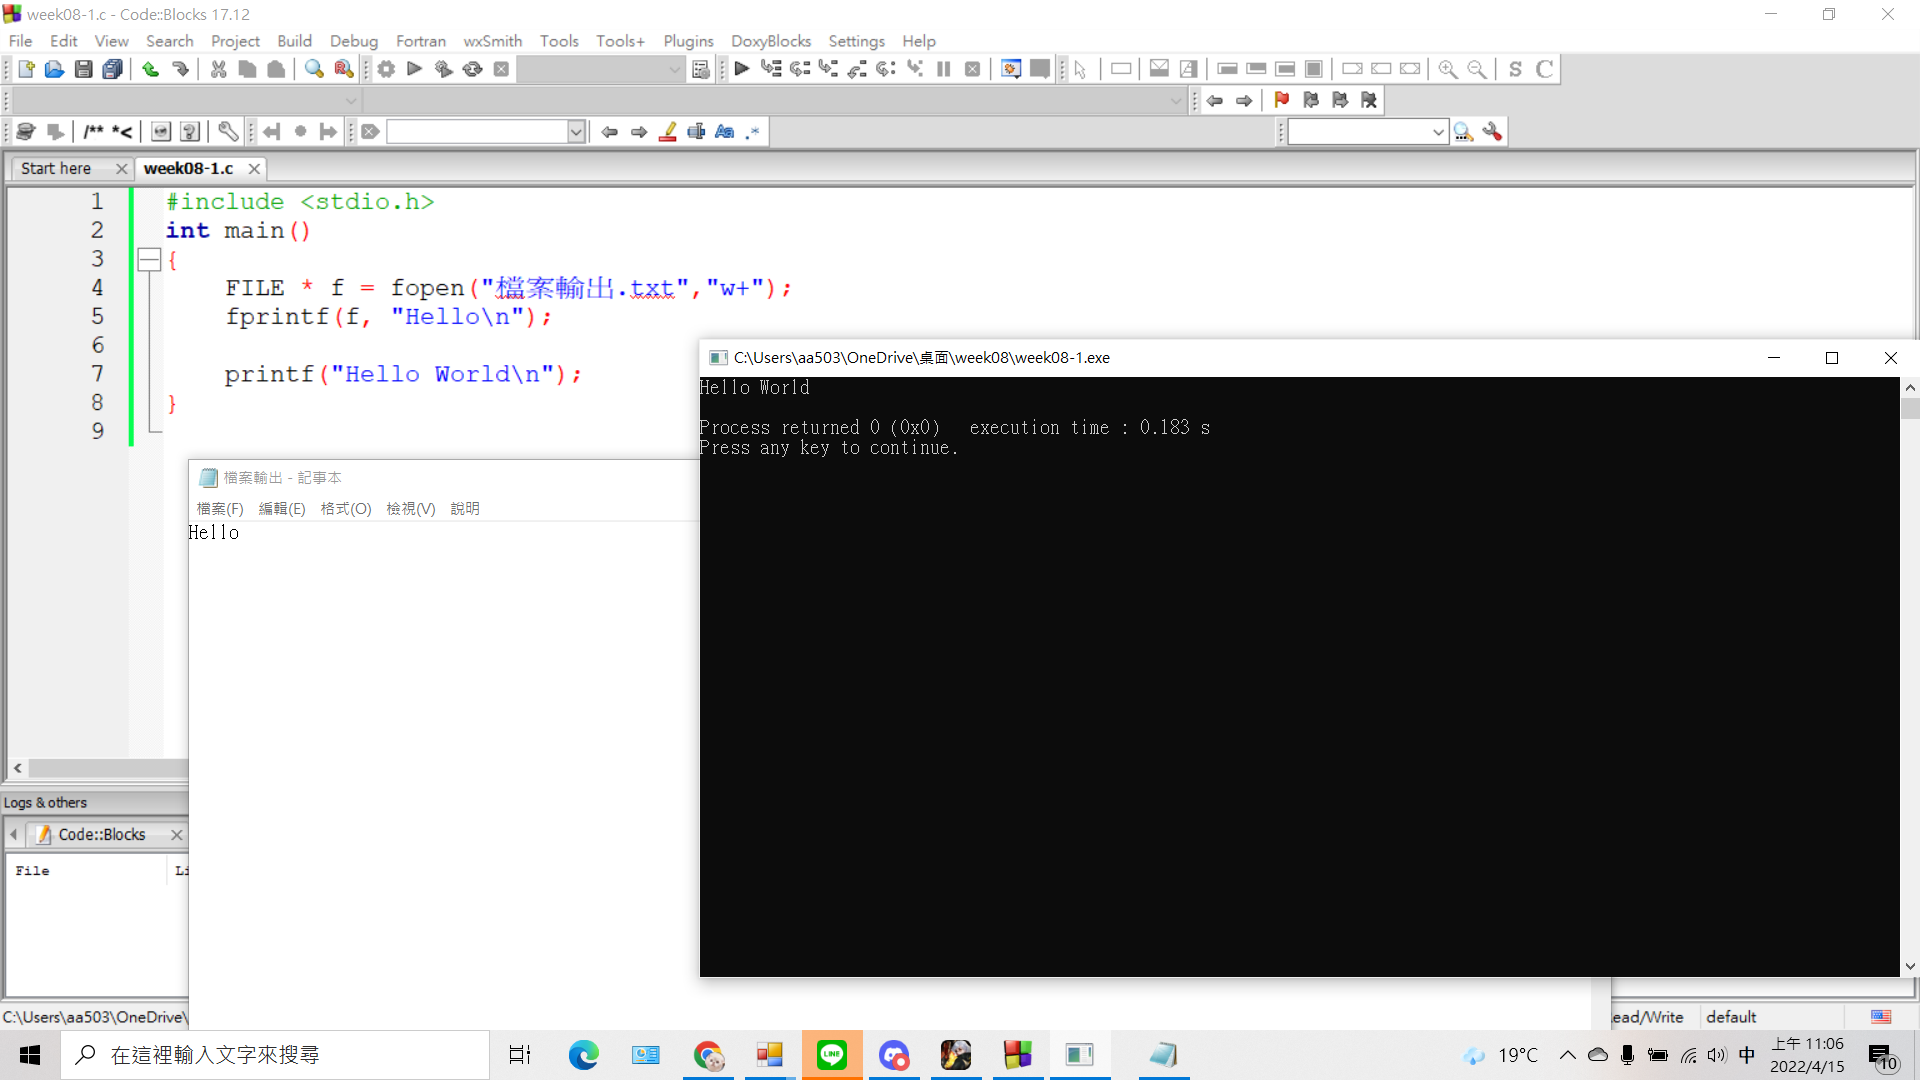 week08-1.c - Code::Blocks 17.12
File Edit View Search Project Build Debug Fortran wxSmith Tools Tools+ Plugins DoxyBlocks Settings Help
/** *<
S C
Start here week08-1.c
1 #include <stdio.h>
2 int main()
3 {
4 FILE * f = fopen("檔案輸出.txt","w+");
5 fprintf(f, "Hello\n");
6
7 printf("Hello World\n");
8 }
9
C:\Users\aa503\OneDrive\桌面\week08\week08-1.exe
Hello World
Process returned 0 (0x0)   execution time : 0.183 s
Press any key to continue.
檔案輸出 - 記事本
檔案(F) 編輯(E) 格式(O) 檢視(V) 說明
Hello
Logs & others
Code::Blocks
File Li
C:\Users\aa503\OneDrive\
ead/Write default
在這裡輸入文字來搜尋
LINE
19°C
中
上午 11:06
2022/4/15
10